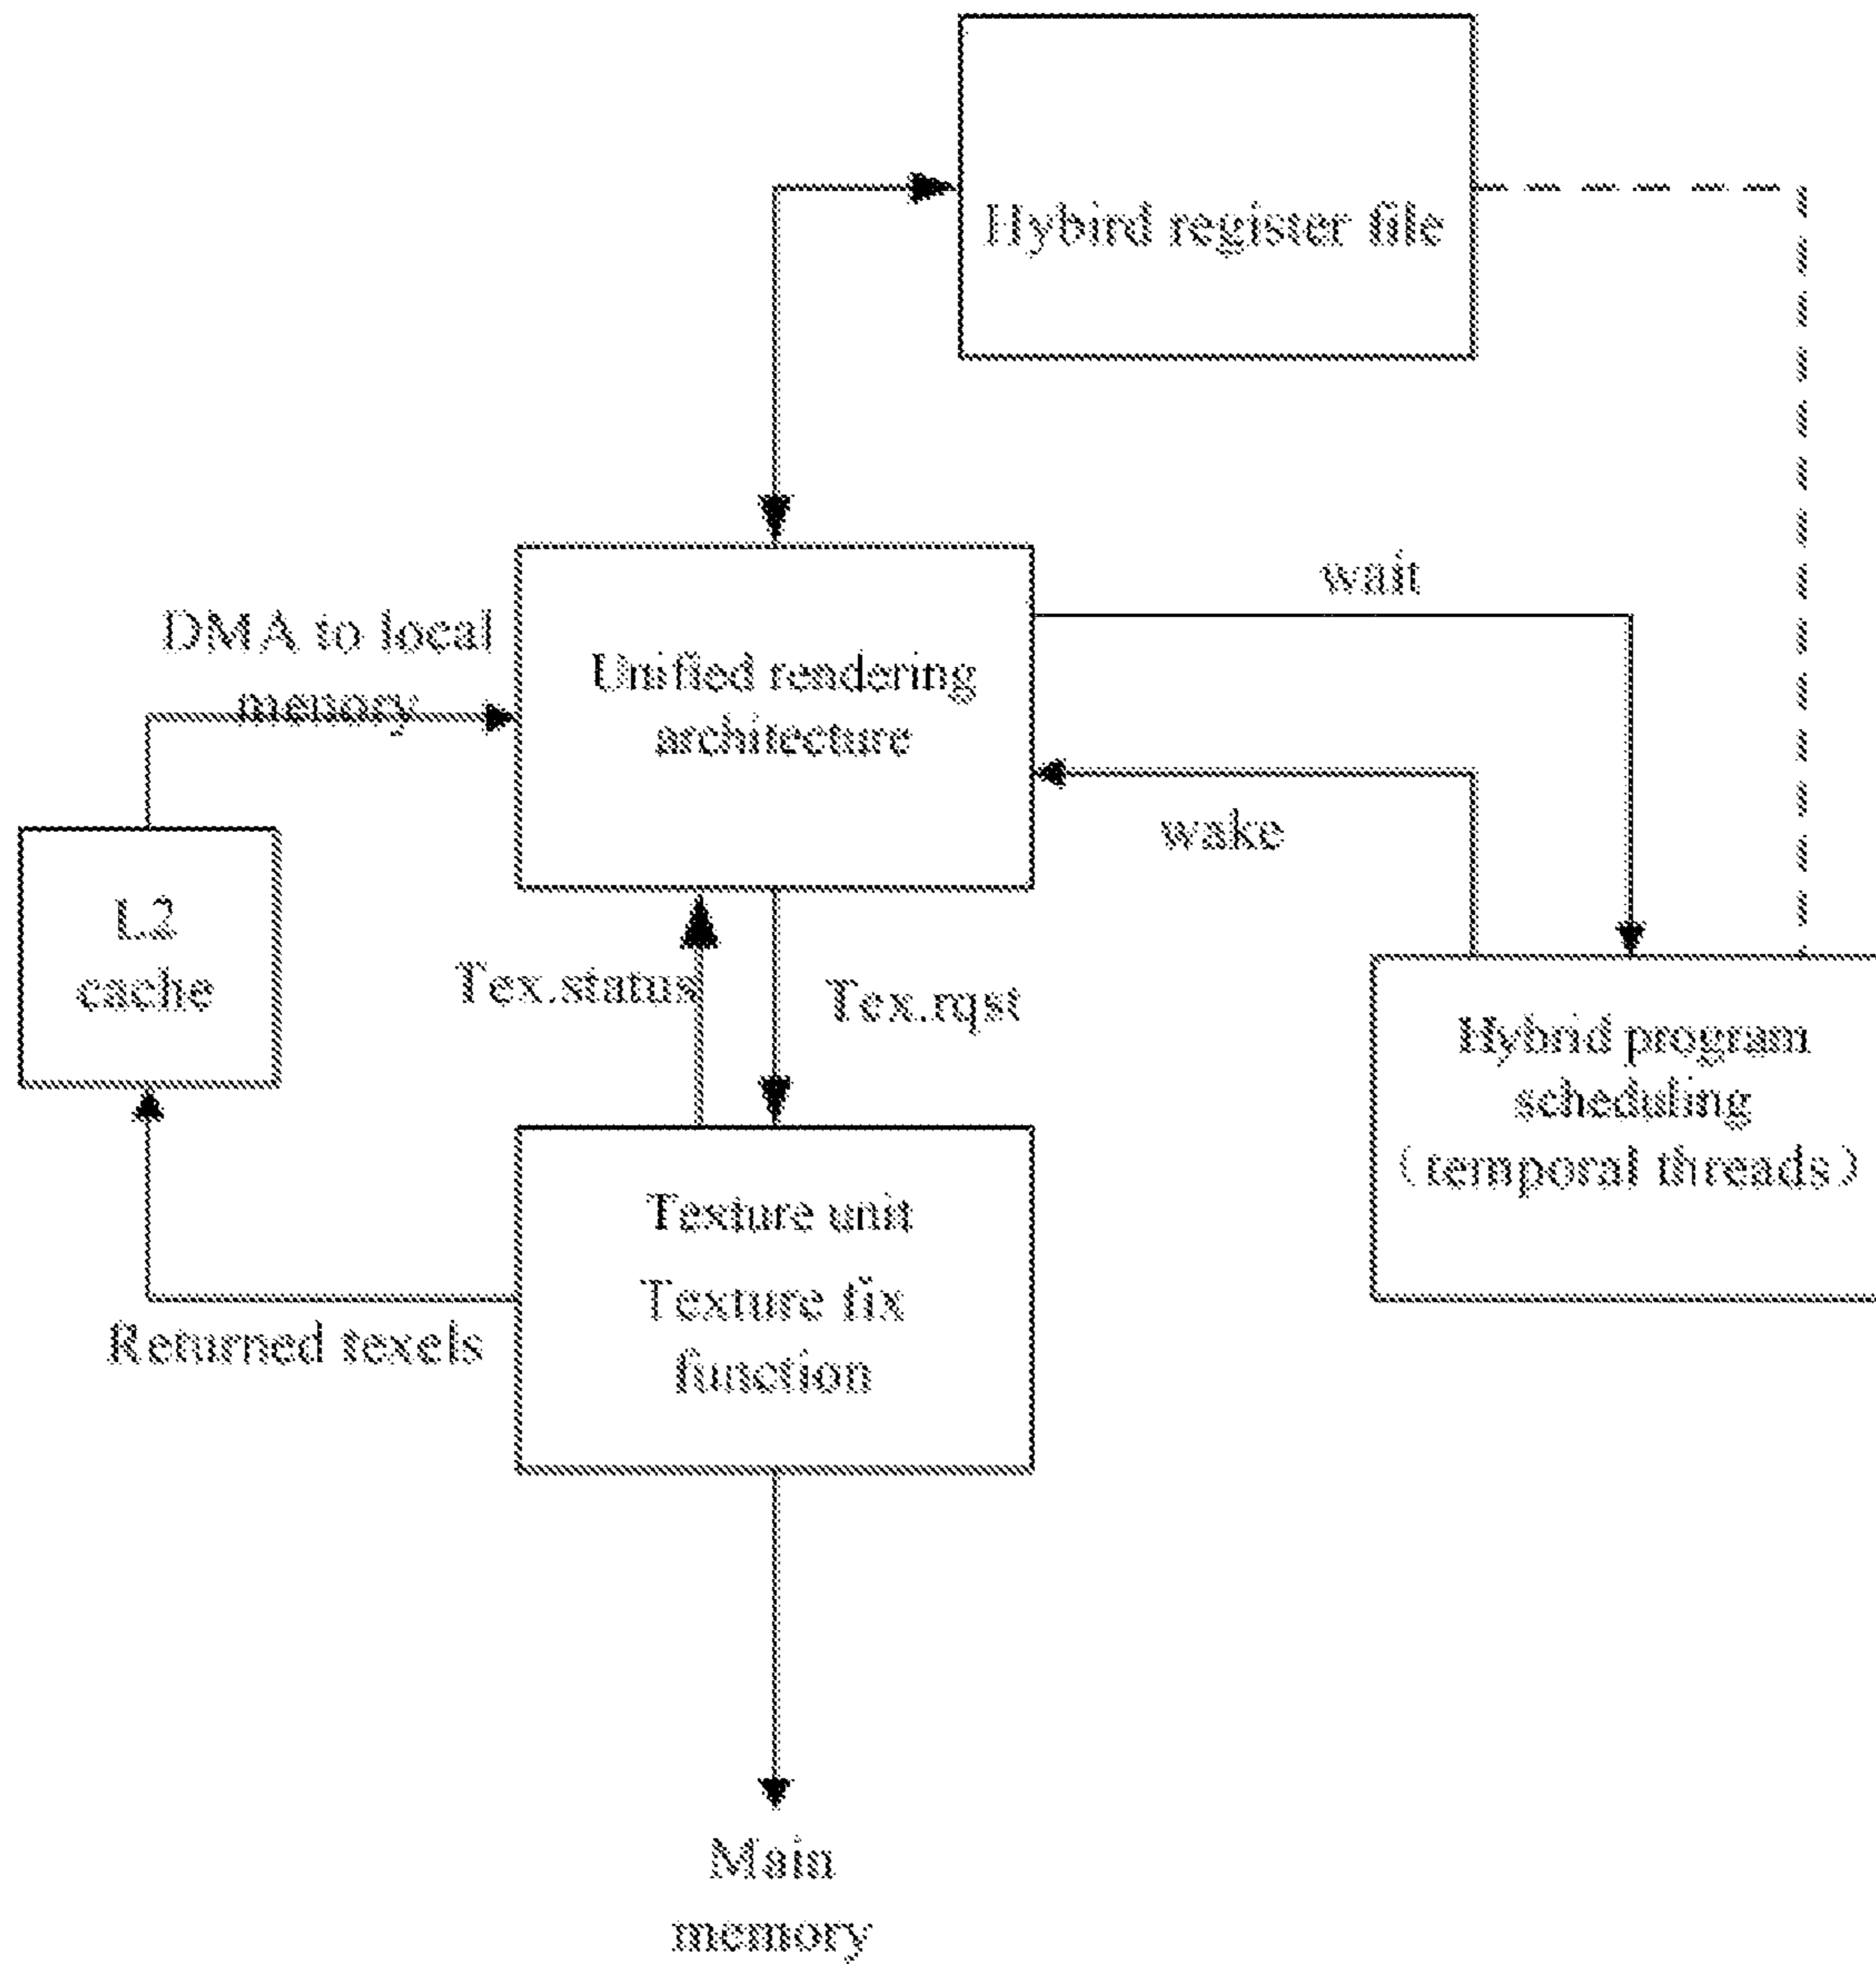 Hybird register file
wait
DMA to local
memory
Unified rendering
architecture
wake
L2
cache
Tex.status
Tex.rqst
Hybrid program
scheduling
(temporal threads)
Texture unit
Texture fix
function
Returned texels
Main
memory